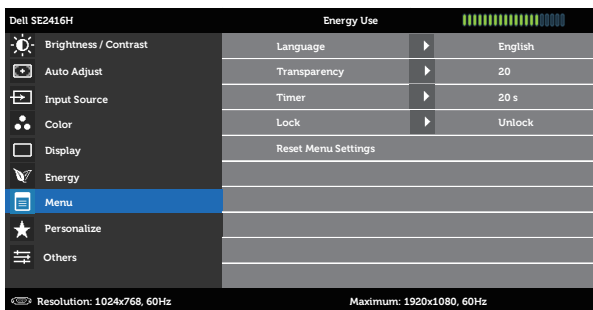 Dell SE2416H Energy Use
Brightness / Contrast Language English
Auto Adjust Transparency 20
Input Source Timer 20 s
Color Lock Unlock
Display Reset Menu Settings
Energy
Menu
Personalize
Others
Resolution: 1024x768, 60Hz Maximum: 1920x1080, 60Hz